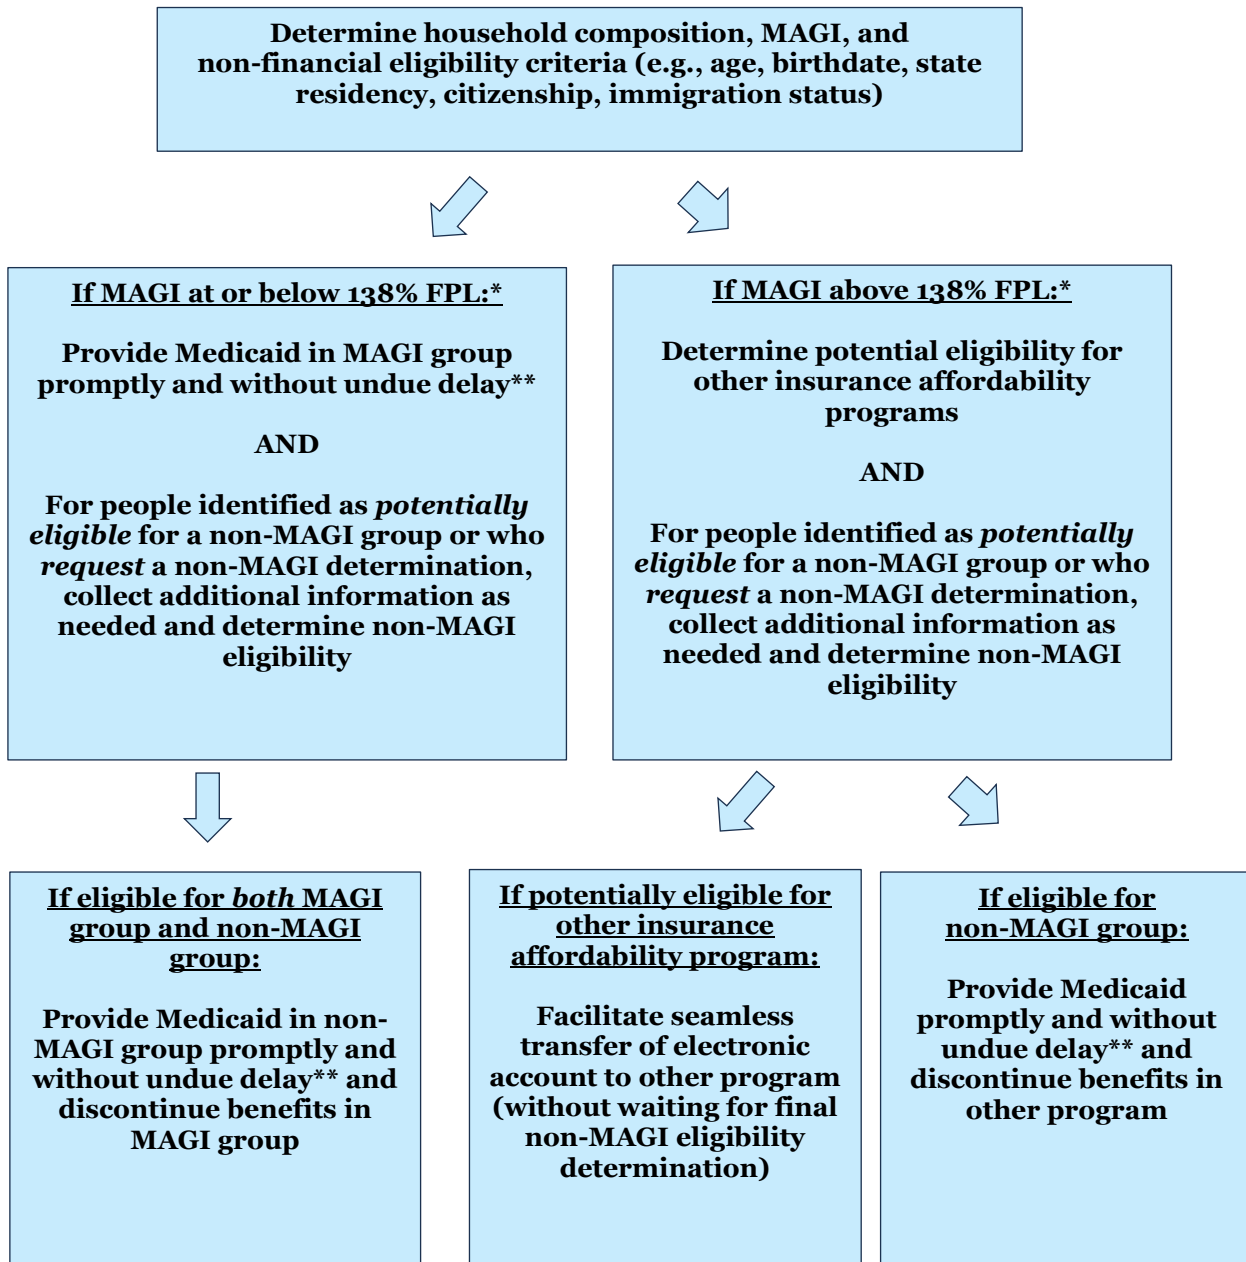 Determine household composition, MAGI, and
non-financial eligibility criteria (e.g., age, birthdate, state
residency, citizenship, immigration status)
If MAGI at or below 138% FPL:*
Provide Medicaid in MAGI group
promptly and without undue delay**
AND
For people identified as potentially
eligible for a non-MAGI group or who
request a non-MAGI determination,
collect additional information as
needed and determine non-MAGI
eligibility
If MAGI above 138% FPL:*
Determine potential eligibility for
other insurance affordability
programs
AND
For people identified as potentially
eligible for a non-MAGI group or who
request a non-MAGI determination,
collect additional information as
needed and determine non-MAGI
eligibility
If eligible for both MAGI
group and non-MAGI
group:
Provide Medicaid in non-
MAGI group promptly and
without undue delay** and
discontinue benefits in
MAGI group
If potentially eligible for
other insurance
affordability program:
Facilitate seamless
transfer of electronic
account to other program
(without waiting for final
non-MAGI eligibility
determination)
If eligible for
non-MAGI group:
Provide Medicaid
promptly and without
undue delay** and
discontinue benefits in
other program